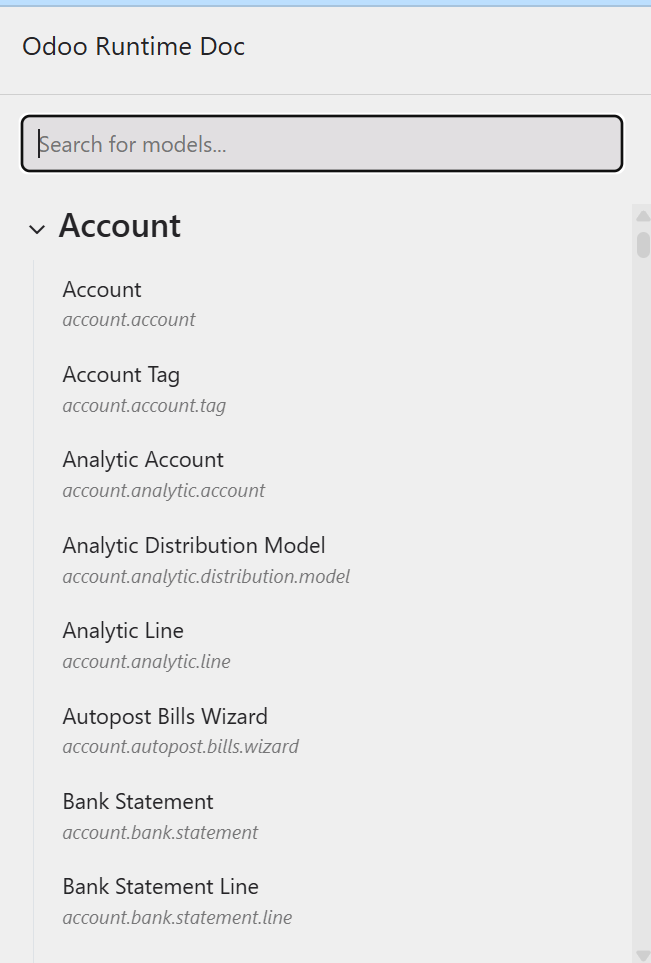 Odoo Runtime Doc
Search for models...
Account
Account
account.account
Account Tag
account.account.tag
Analytic Account
account.analytic.account
Analytic Distribution Model
account.analytic.distribution.model
Analytic Line
account.analytic.line
Autopost Bills Wizard
account.autopost.bills.wizard
Bank Statement
account.bank.statement
Bank Statement Line
account.bank.statement.line